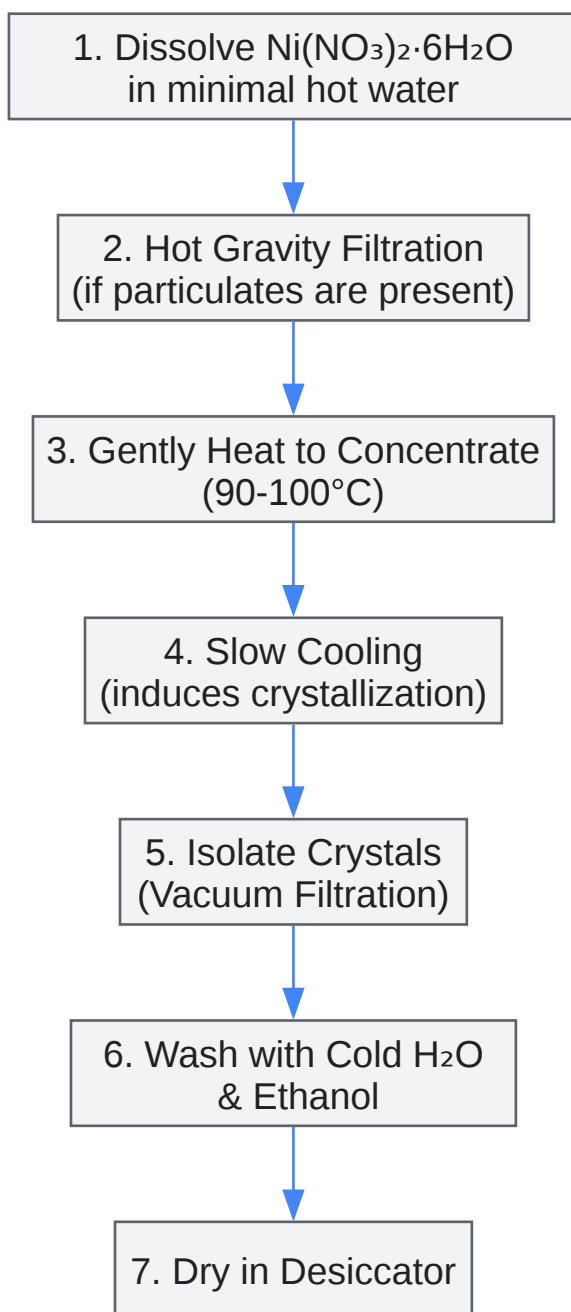 1. Dissolve Ni(NO₃)₂·6H₂O
in minimal hot water
2. Hot Gravity Filtration
(if particulates are present)
3. Gently Heat to Concentrate
(90-100°C)
4. Slow Cooling
(induces crystallization)
5. Isolate Crystals
(Vacuum Filtration)
6. Wash with Cold H₂O
& Ethanol
7. Dry in Desiccator